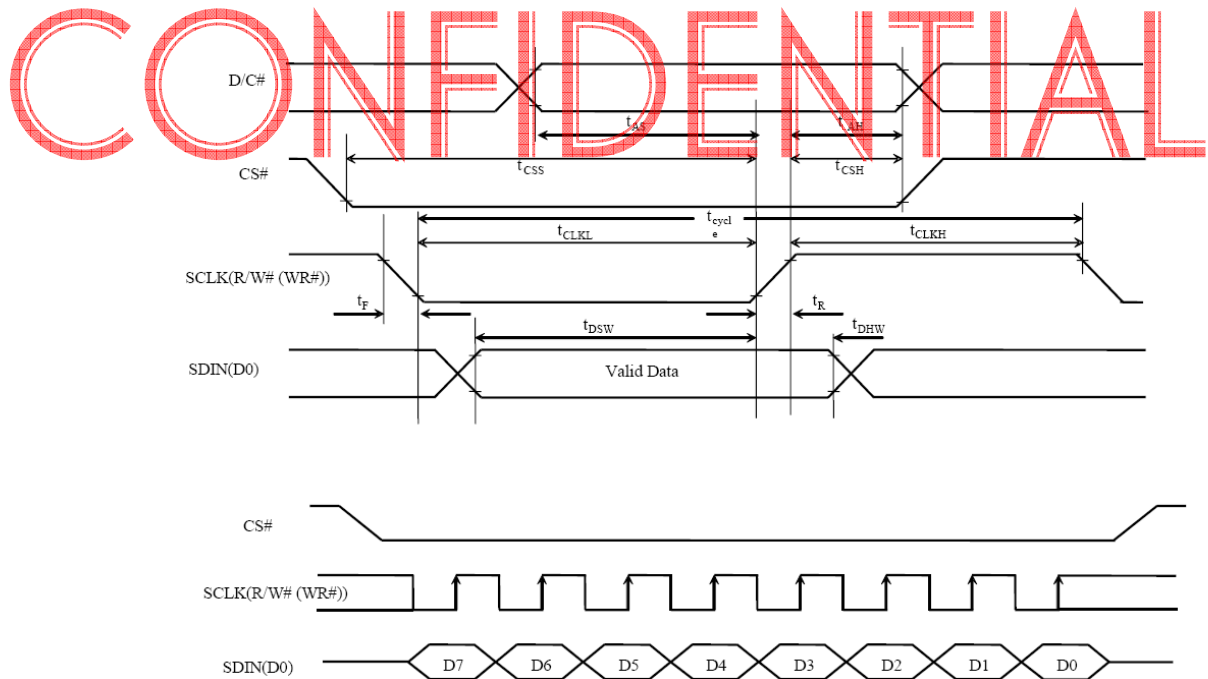 CONFIDENTIAL
D/C#
tAS
tAH
CS#
tCSS
tCSH
tcycl
e
tCLKL
tCLKH
SCLK(R/W# (WR#))
tF
tR
tDSW
tDHW
SDIN(D0)
Valid Data
CS#
SCLK(R/W# (WR#))
SDIN(D0)
D7 D6 D5 D4 D3 D2 D1 D0